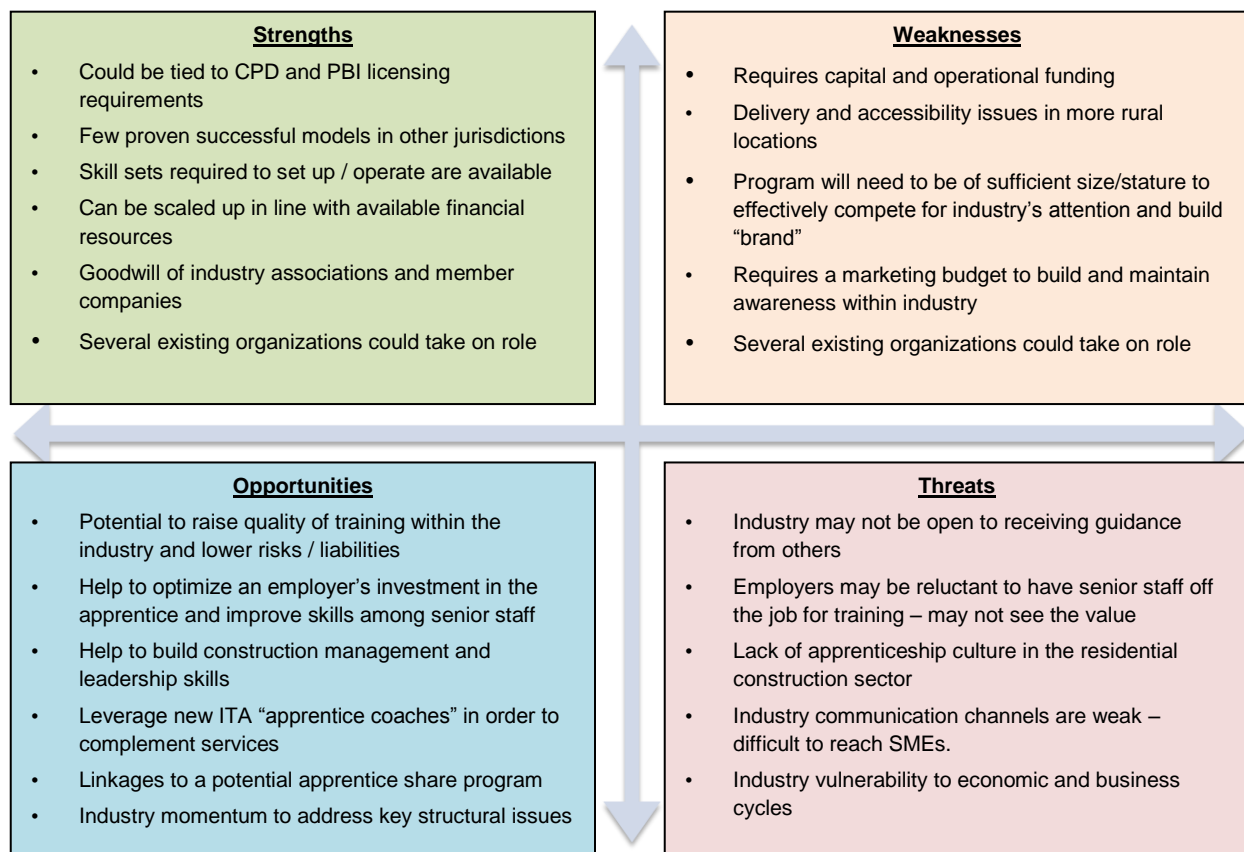 Strengths
• Could be tied to CPD and PBI licensing
requirements
• Few proven successful models in other jurisdictions
• Skill sets required to set up / operate are available
• Can be scaled up in line with available financial
resources
• Goodwill of industry associations and member
companies
• Several existing organizations could take on role
Weaknesses
• Requires capital and operational funding
• Delivery and accessibility issues in more rural
locations
• Program will need to be of sufficient size/stature to
effectively compete for industry’s attention and build
“brand”
• Requires a marketing budget to build and maintain
awareness within industry
• Several existing organizations could take on role
Opportunities
• Potential to raise quality of training within the
industry and lower risks / liabilities
• Help to optimize an employer’s investment in the
apprentice and improve skills among senior staff
• Help to build construction management and
leadership skills
• Leverage new ITA “apprentice coaches” in order to
complement services
• Linkages to a potential apprentice share program
• Industry momentum to address key structural issues
Threats
• Industry may not be open to receiving guidance
from others
• Employers may be reluctant to have senior staff off
the job for training – may not see the value
• Lack of apprenticeship culture in the residential
construction sector
• Industry communication channels are weak –
difficult to reach SMEs.
• Industry vulnerability to economic and business
cycles